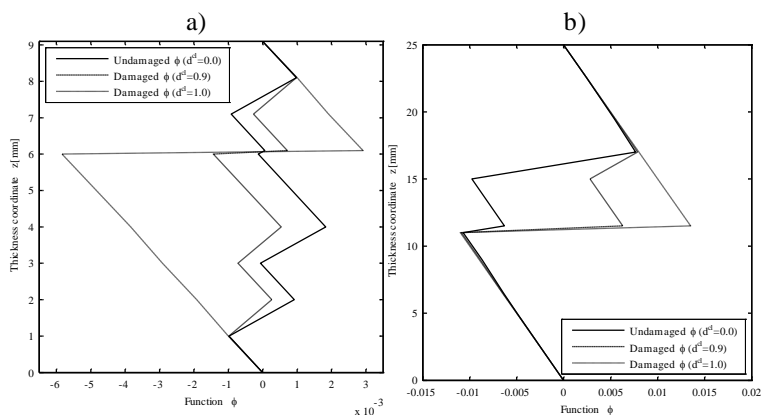 a)
9
8
7
6
5
4
3
2
1
0
Thickness coordinate z[mm]
Undamaged ϕ (d^d=0.0)
Damaged ϕ (d^d=0.9)
Damaged ϕ (d^d=1.0)
-6 -5 -4 -3 -2 -1 0 1 2 3
Function ϕ
x 10^-3
b)
25
20
15
10
5
0
Thickness coordinate z[mm]
Undamaged ϕ (d^d=0.0)
Damaged ϕ (d^d=0.9)
Damaged ϕ (d^d=1.0)
-0.015 -0.01 -0.005 0 0.005 0.01 0.015 0.02
Function ϕ